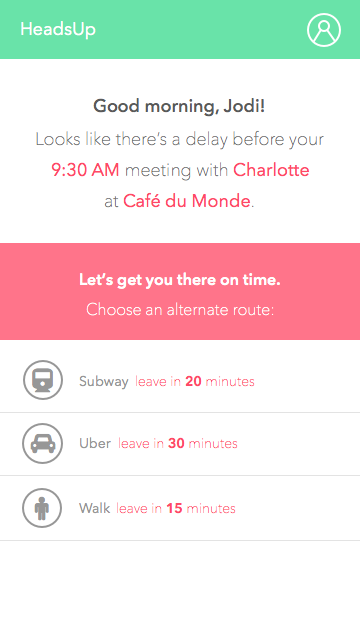 HeadsUp
Good morning, Jodi!
Looks like there's a delay before your
9:30 AM meeting with Charlotte
at Café du Monde.
Let's get you there on time.
Choose an alternate route:
Subway leave in 20 minutes
Uber leave in 30 minutes
Walk leave in 15 minutes